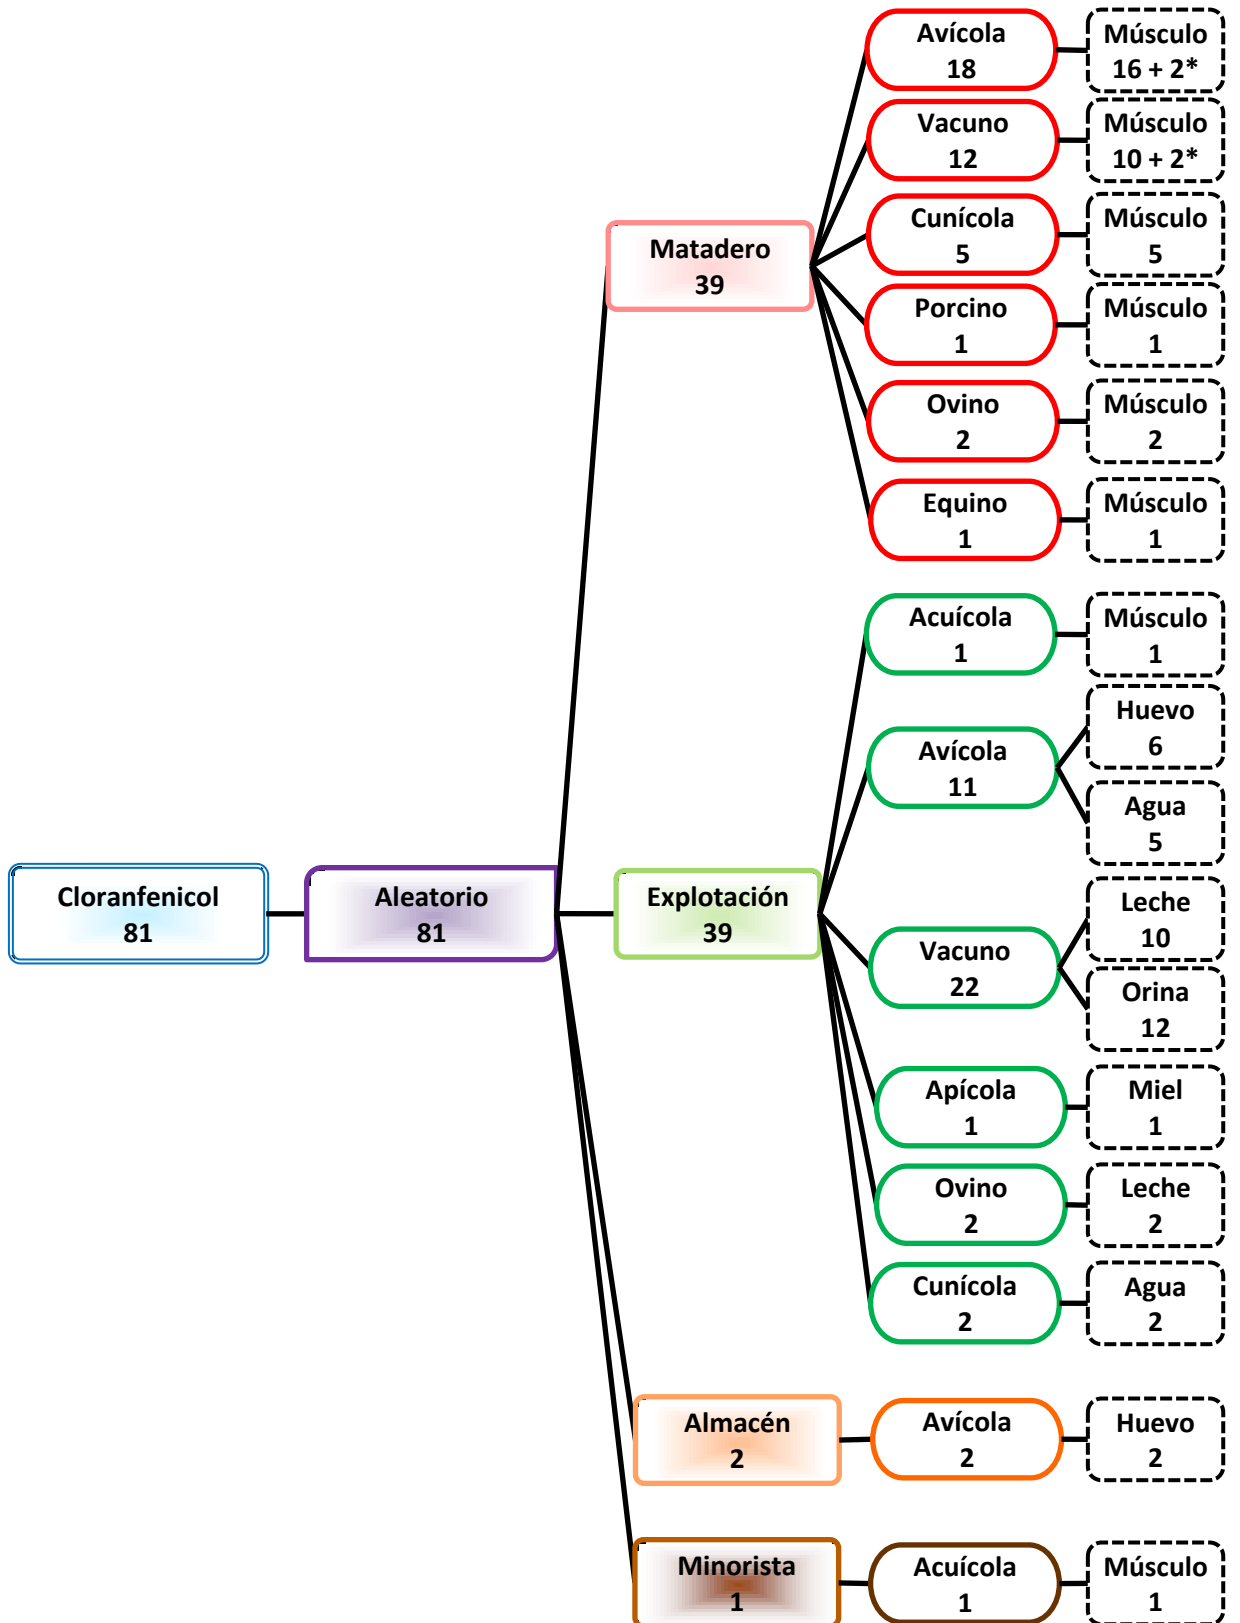 Avícola
18
Músculo
16 + 2*
Vacuno
12
Músculo
10 + 2*
Cunícola
5
Músculo
5
Matadero
39
Porcino
1
Músculo
1
Ovino
2
Músculo
2
Equino
1
Músculo
1
Acuícola
1
Músculo
1
Huevo
6
Avícola
11
Agua
5
Cloranfenicol
81
Aleatorio
81
Explotación
39
Leche
10
Vacuno
22
Orina
12
Apícola
1
Miel
1
Ovino
2
Leche
2
Cunícola
2
Agua
2
Almacén
2
Avícola
2
Huevo
2
Minorista
1
Acuícola
1
Músculo
1